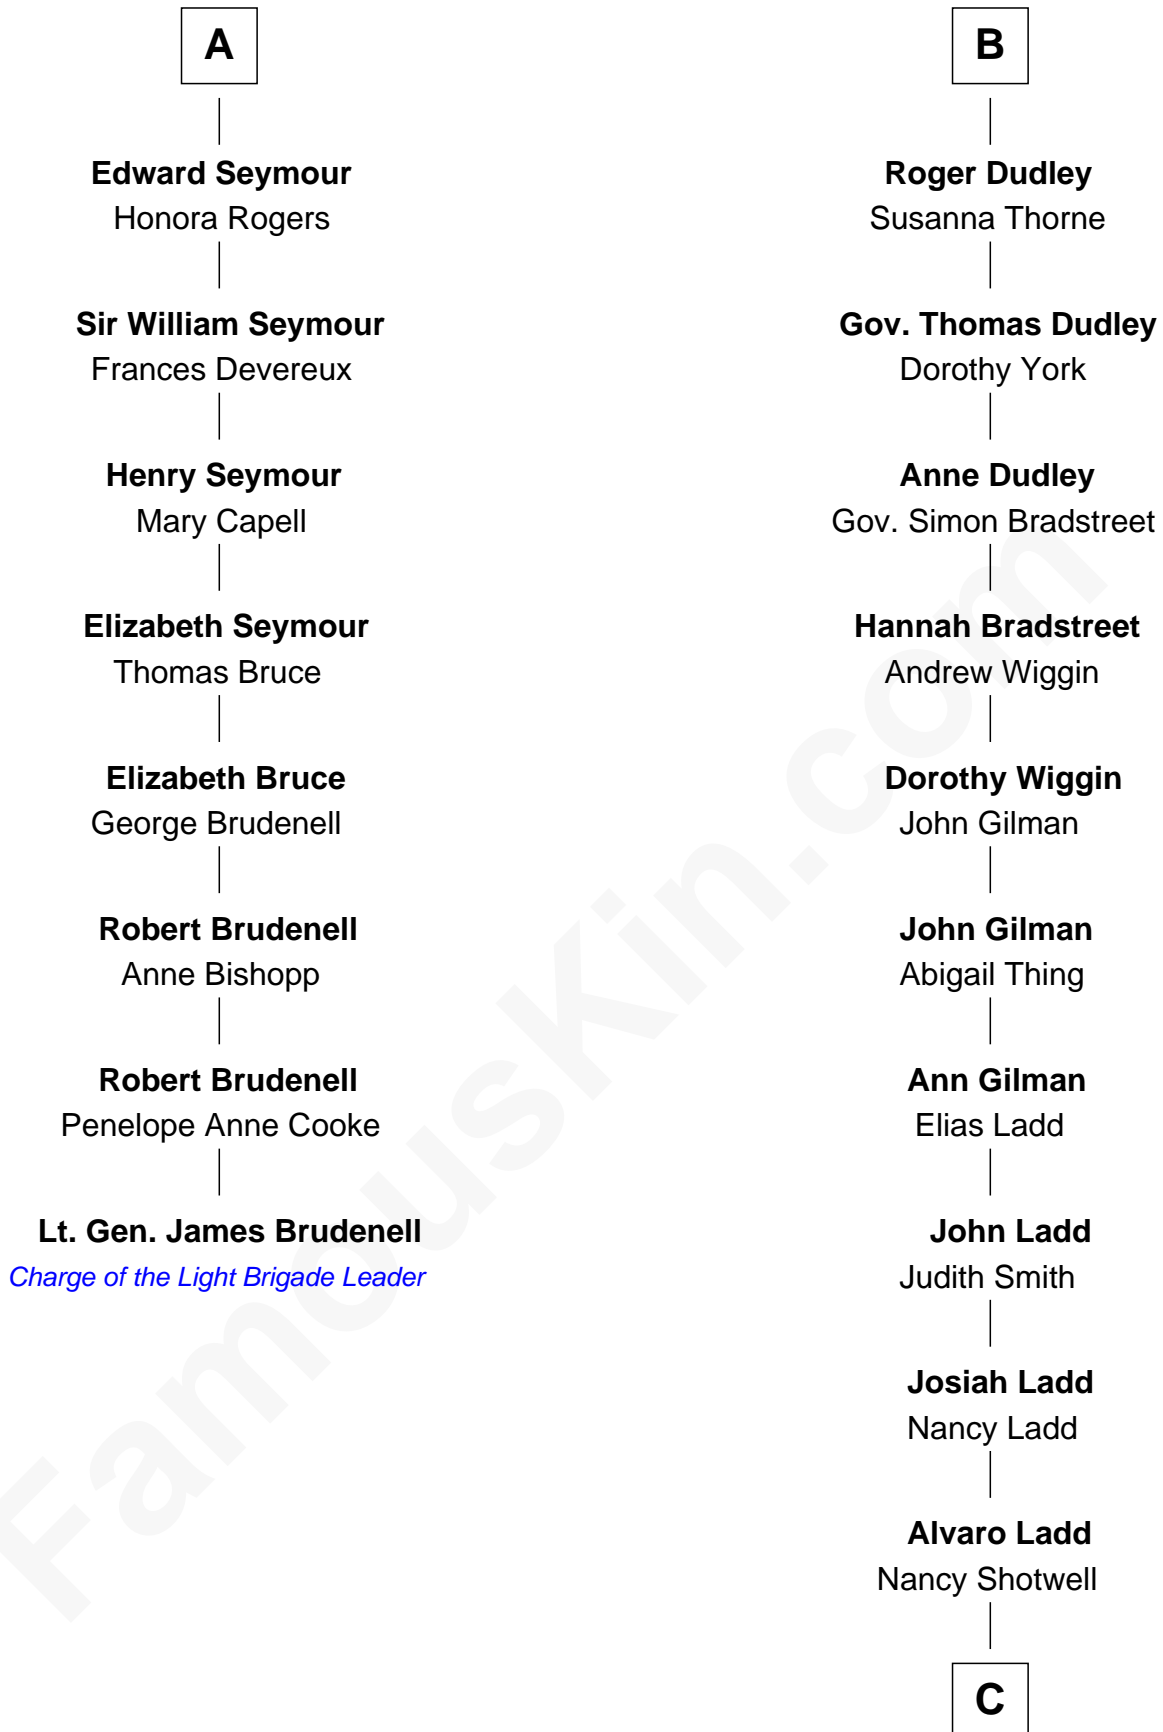 A
Edward Seymour
Honora Rogers
Sir William Seymour
Frances Devereux
Henry Seymour
Mary Capell
Elizabeth Seymour
Thomas Bruce
Elizabeth Bruce
George Brudenell
Robert Brudenell
Anne Bishopp
Robert Brudenell
Penelope Anne Cooke
Lt. Gen. James Brudenell
Charge of the Light Brigade Leader
B
Roger Dudley
Susanna Thorne
Gov. Thomas Dudley
Dorothy York
Anne Dudley
Gov. Simon Bradstreet
Hannah Bradstreet
Andrew Wiggin
Dorothy Wiggin
John Gilman
John Gilman
Abigail Thing
Ann Gilman
Elias Ladd
John Ladd
Judith Smith
Josiah Ladd
Nancy Ladd
Alvaro Ladd
Nancy Shotwell
C
FamousKin.com